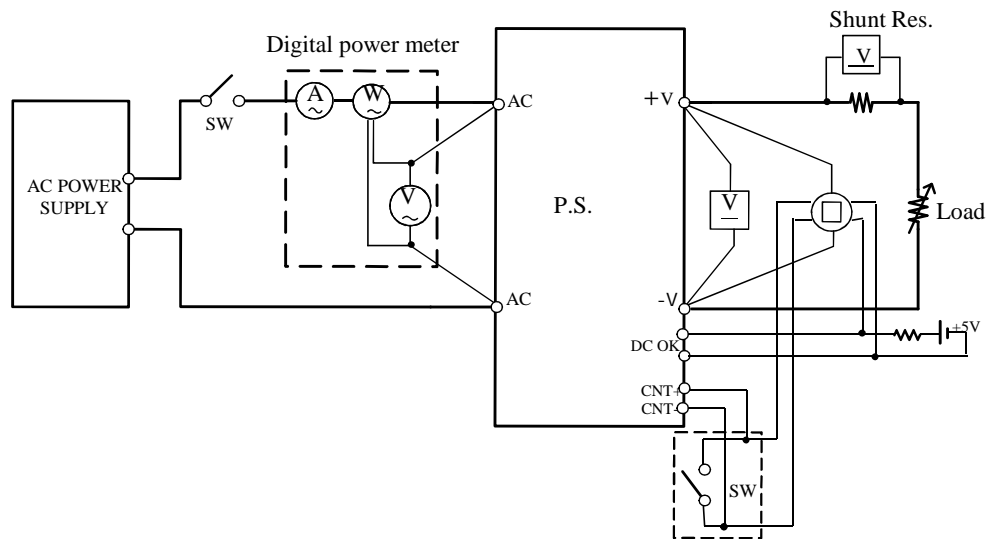 Shunt Res.
V
Digital power meter
A
W
AC
+V
SW
AC POWER
SUPPLY
V
P.S.
V
Load
AC
-V
DC OK
+5V
CNT+
CNT-
SW